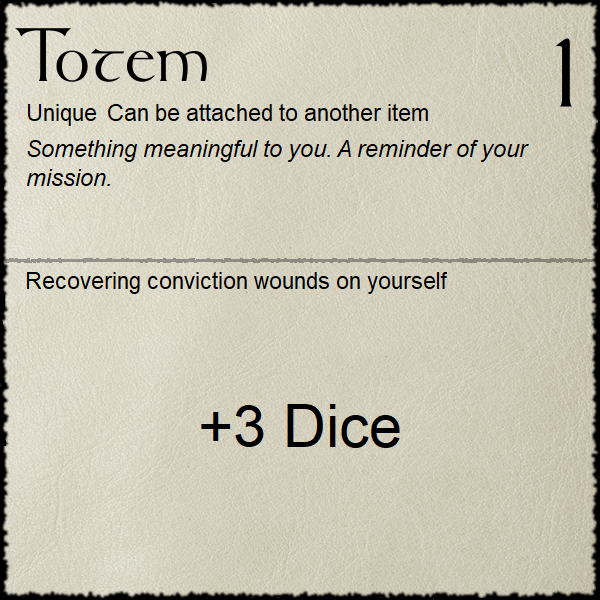 Totem
1
Unique Can be attached to another item
Something meaningful to you. A reminder of your
mission.
Recovering conviction wounds on yourself
+3 Dice